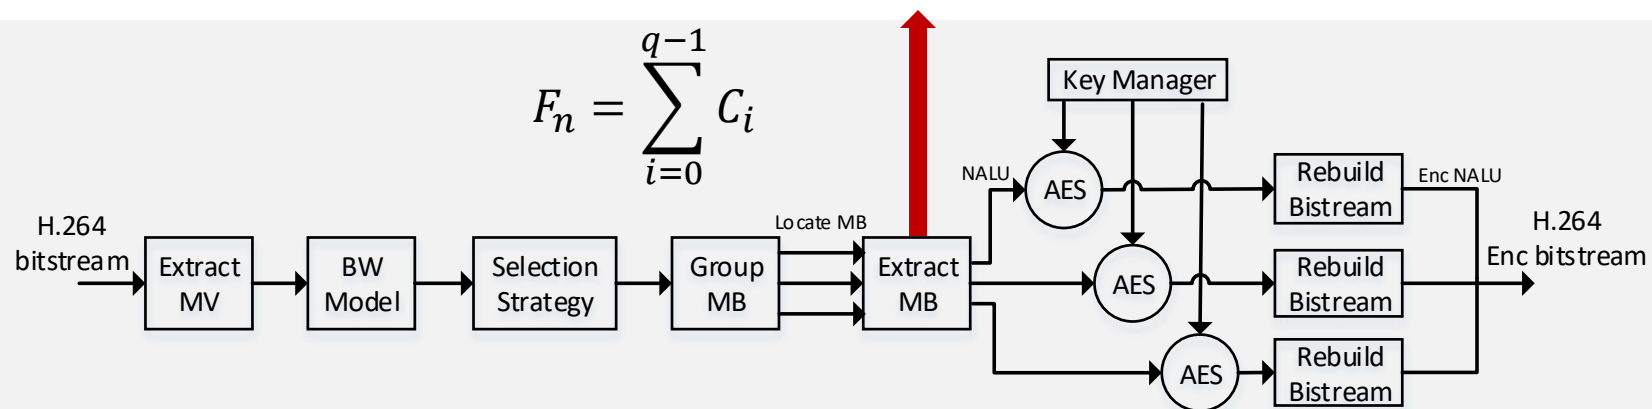 q−1
F_n = ∑ C_i
i=0
Key Manager
NALU
AES
Rebuild
Bistream
Enc NALU
H.264
bitstream
Extract
MV
BW
Model
Selection
Strategy
Group
MB
Locate MB
Extract
MB
AES
Rebuild
Bistream
H.264
Enc bitstream
AES
Rebuild
Bistream